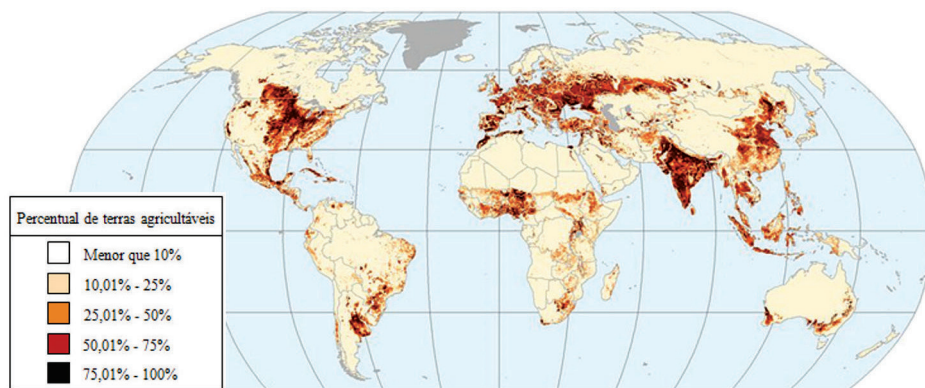 Percentual de terras agricultáveis
Menor que 10%
10,01% - 25%
25,01% - 50%
50,01% - 75%
75,01% - 100%